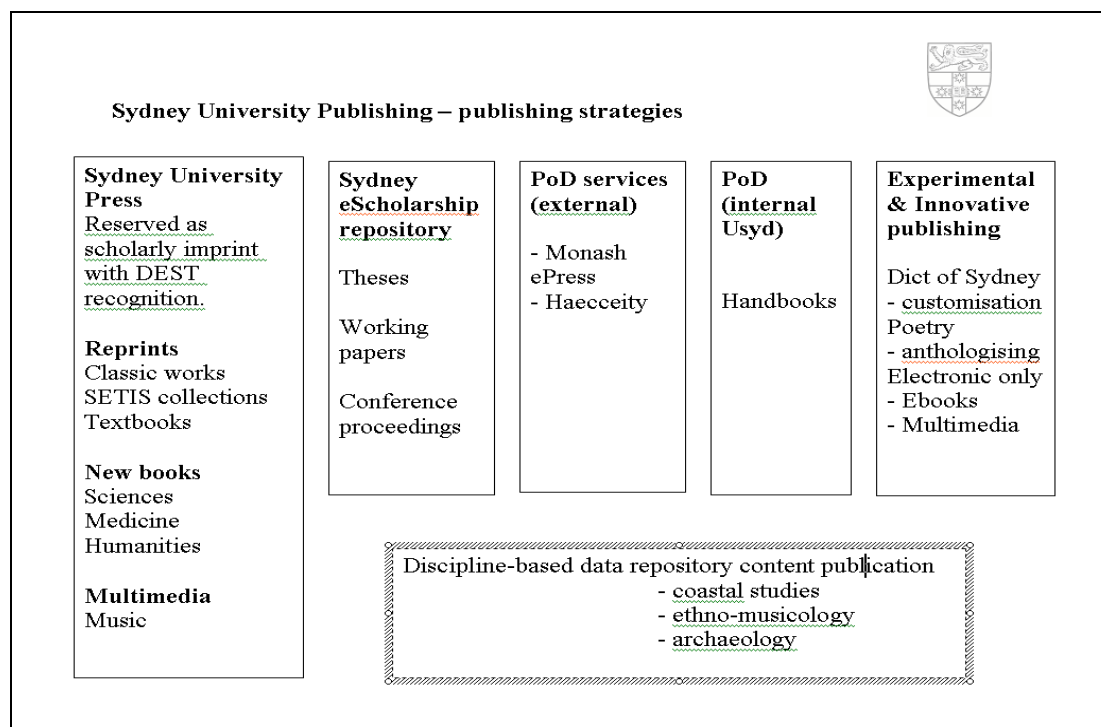 Sydney University Publishing – publishing strategies
Sydney University
Press
Reserved as
scholarly imprint
with DEST
recognition.
Reprints
Classic works
SETIS collections
Textbooks
New books
Sciences
Medicine
Humanities
Multimedia
Music
Sydney
eScholarship
repository
Theses
Working
papers
Conference
proceedings
PoD services
(external)
- Monash
ePress
- Haecceity
PoD
(internal
Usyd)
Handbooks
Experimental
& Innovative
publishing
Dict of Sydney
- customisation
Poetry
- anthologising
Electronic only
- Ebooks
- Multimedia
Discipline-based data repository content publication
- coastal studies
- ethno-musicology
- archaeology